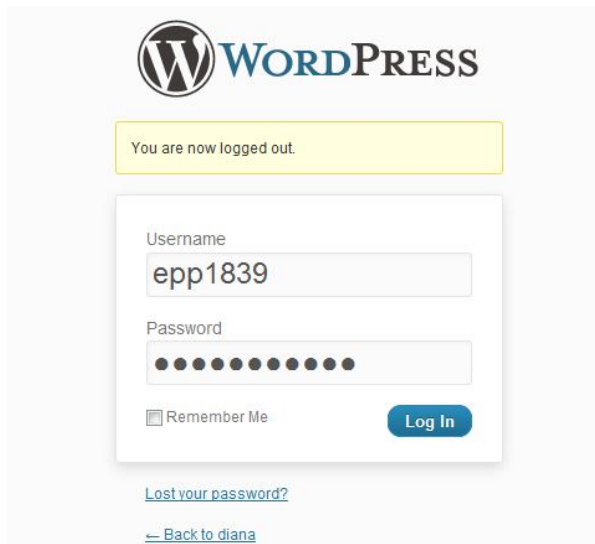 WORDPRESS
You are now logged out.
Username
epp1839
Password
●●●●●●●●●●●
Remember Me
Log In
Lost your password?
← Back to diana